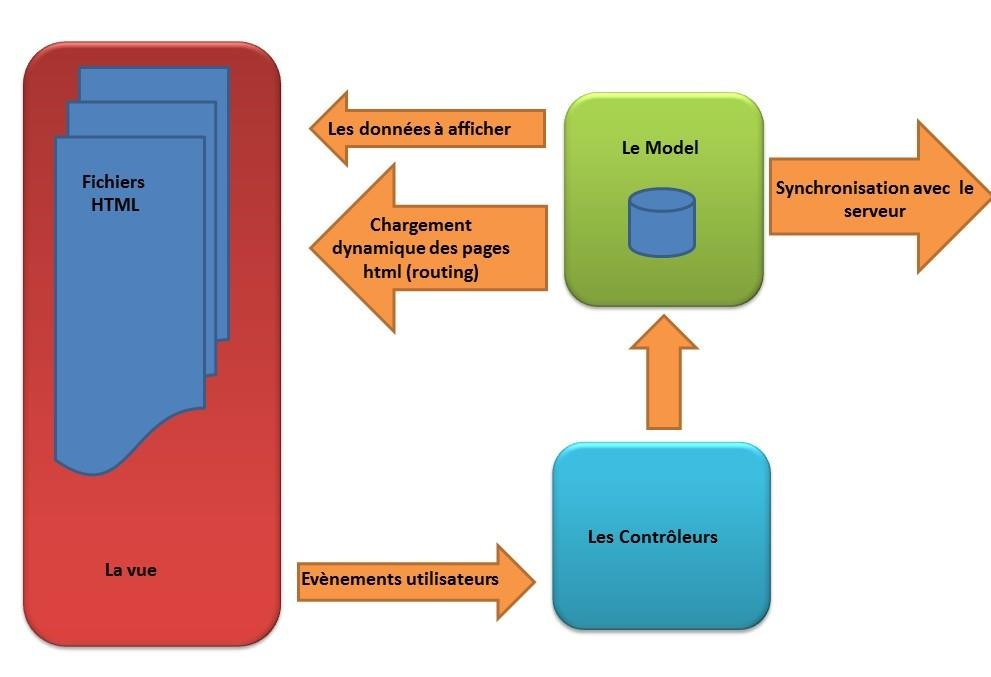 Fichiers
HTML
La vue
Les données à afficher
Chargement
dynamique des pages
html (routing)
Le Model
Synchronisation avec le
serveur
Les Contrôleurs
Evènements utilisateurs